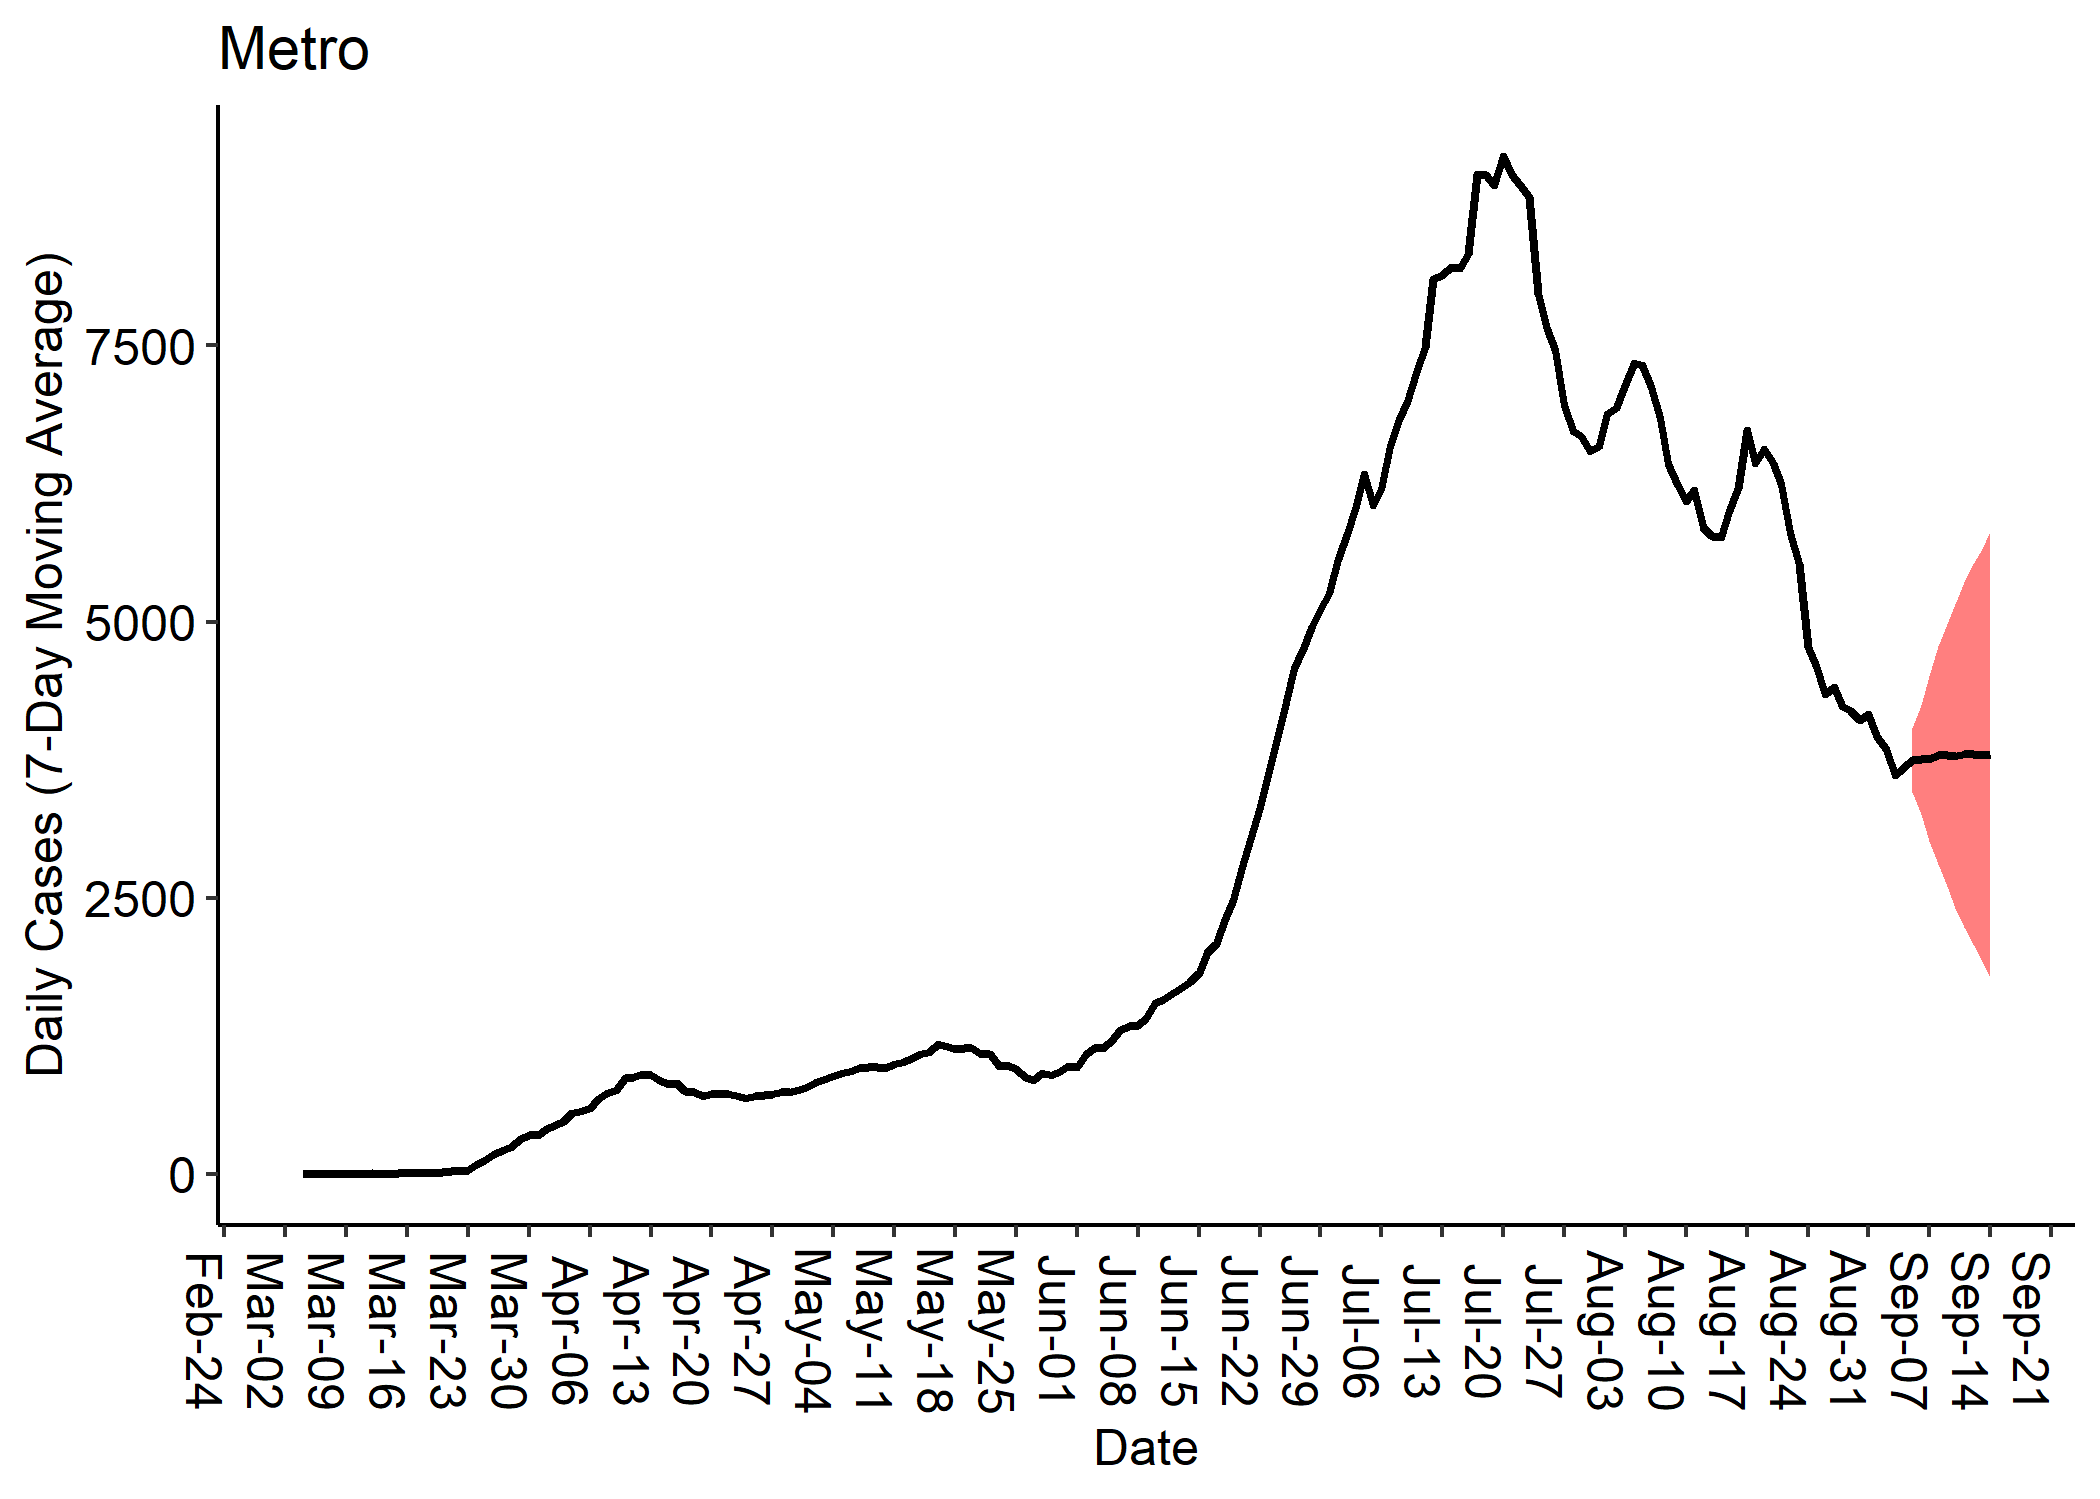 Metro
Daily Cases (7-Day Moving Average)
7500
5000
2500
0
Feb-24
Mar-02
Mar-09
Mar-16
Mar-23
Mar-30
Apr-06
Apr-13
Apr-20
Apr-27
May-04
May-11
May-18
May-25
Jun-01
Jun-08
Jun-15
Jun-22
Jun-29
Jul-06
Jul-13
Jul-20
Jul-27
Aug-03
Aug-10
Aug-17
Aug-24
Aug-31
Sep-07
Sep-14
Sep-21
Date